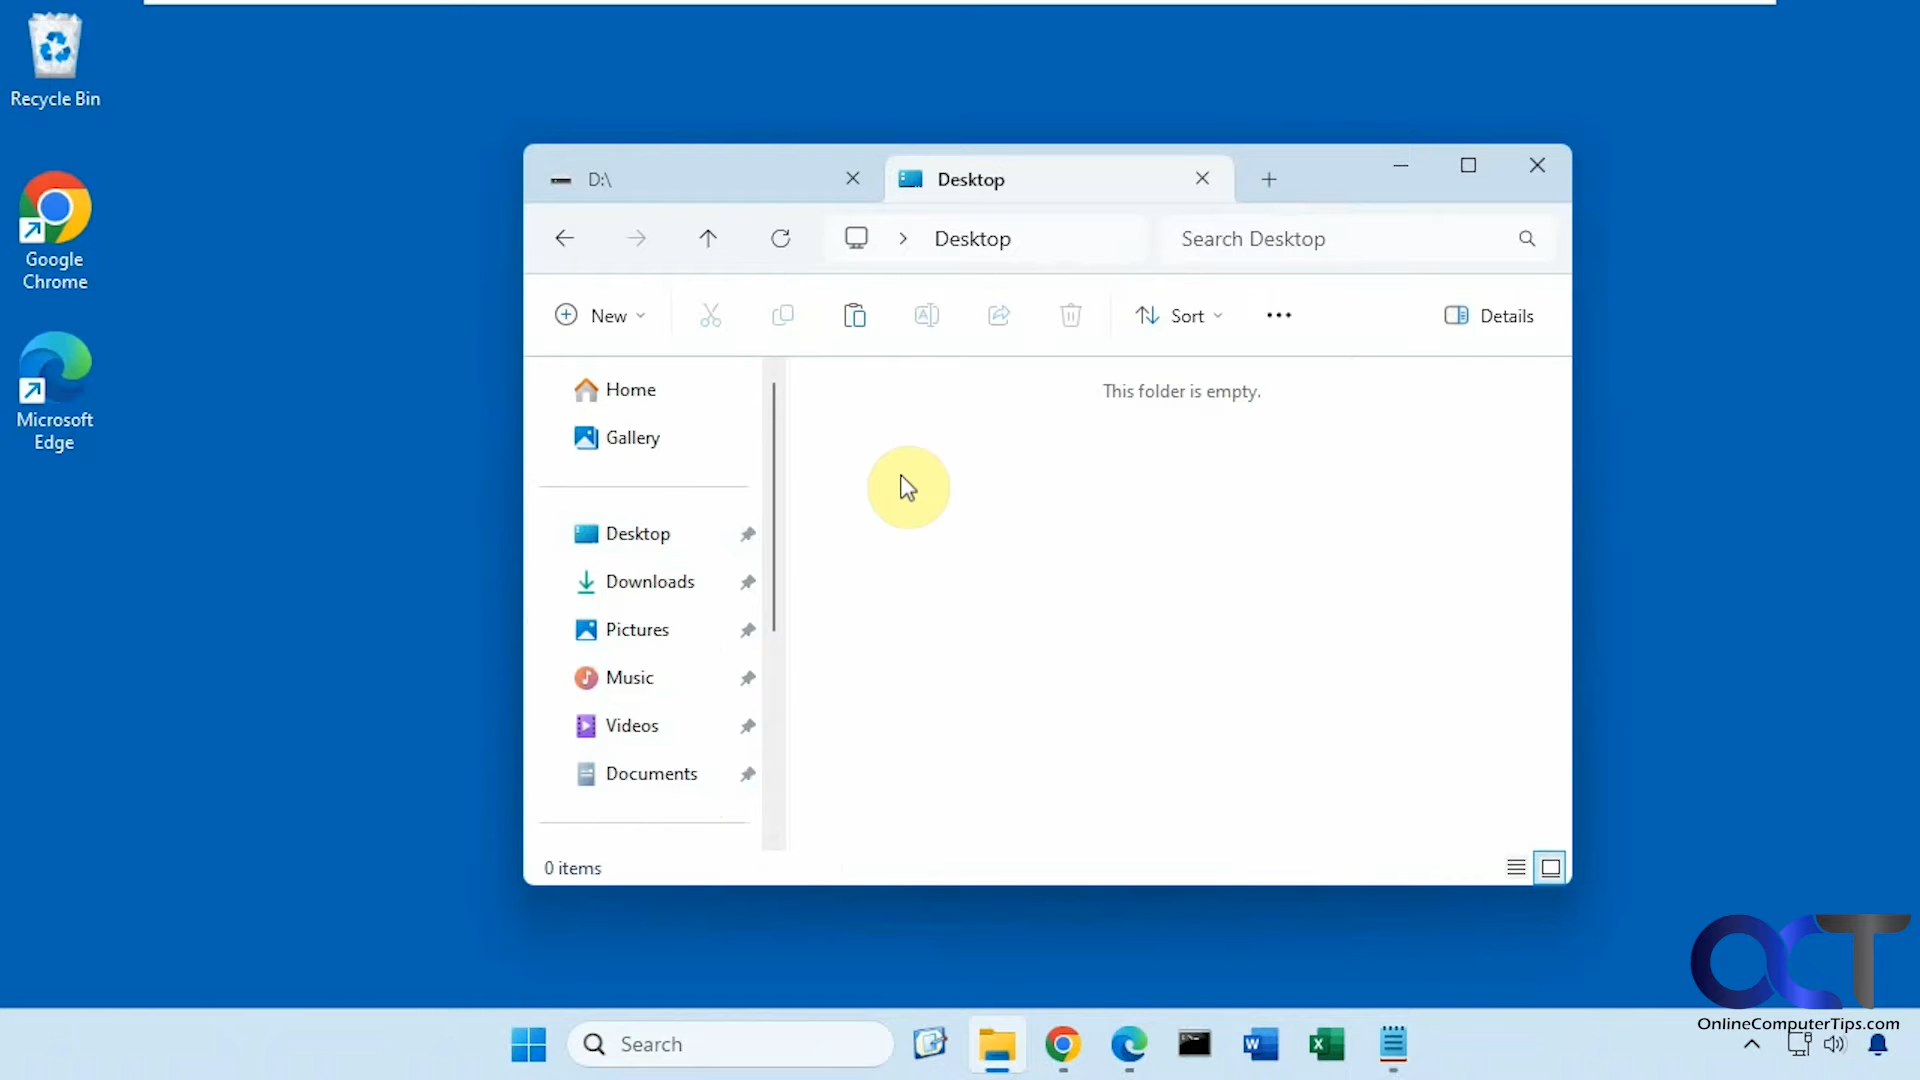 Recycle Bin
Google
Chrome
Microsoft
Edge
D:\
Desktop
Desktop
Search Desktop
New
Sort
Details
Home
Gallery
Desktop
Downloads
Pictures
Music
Videos
Documents
This folder is empty.
0 items
OCT
OnlineComputerTips.com
Search